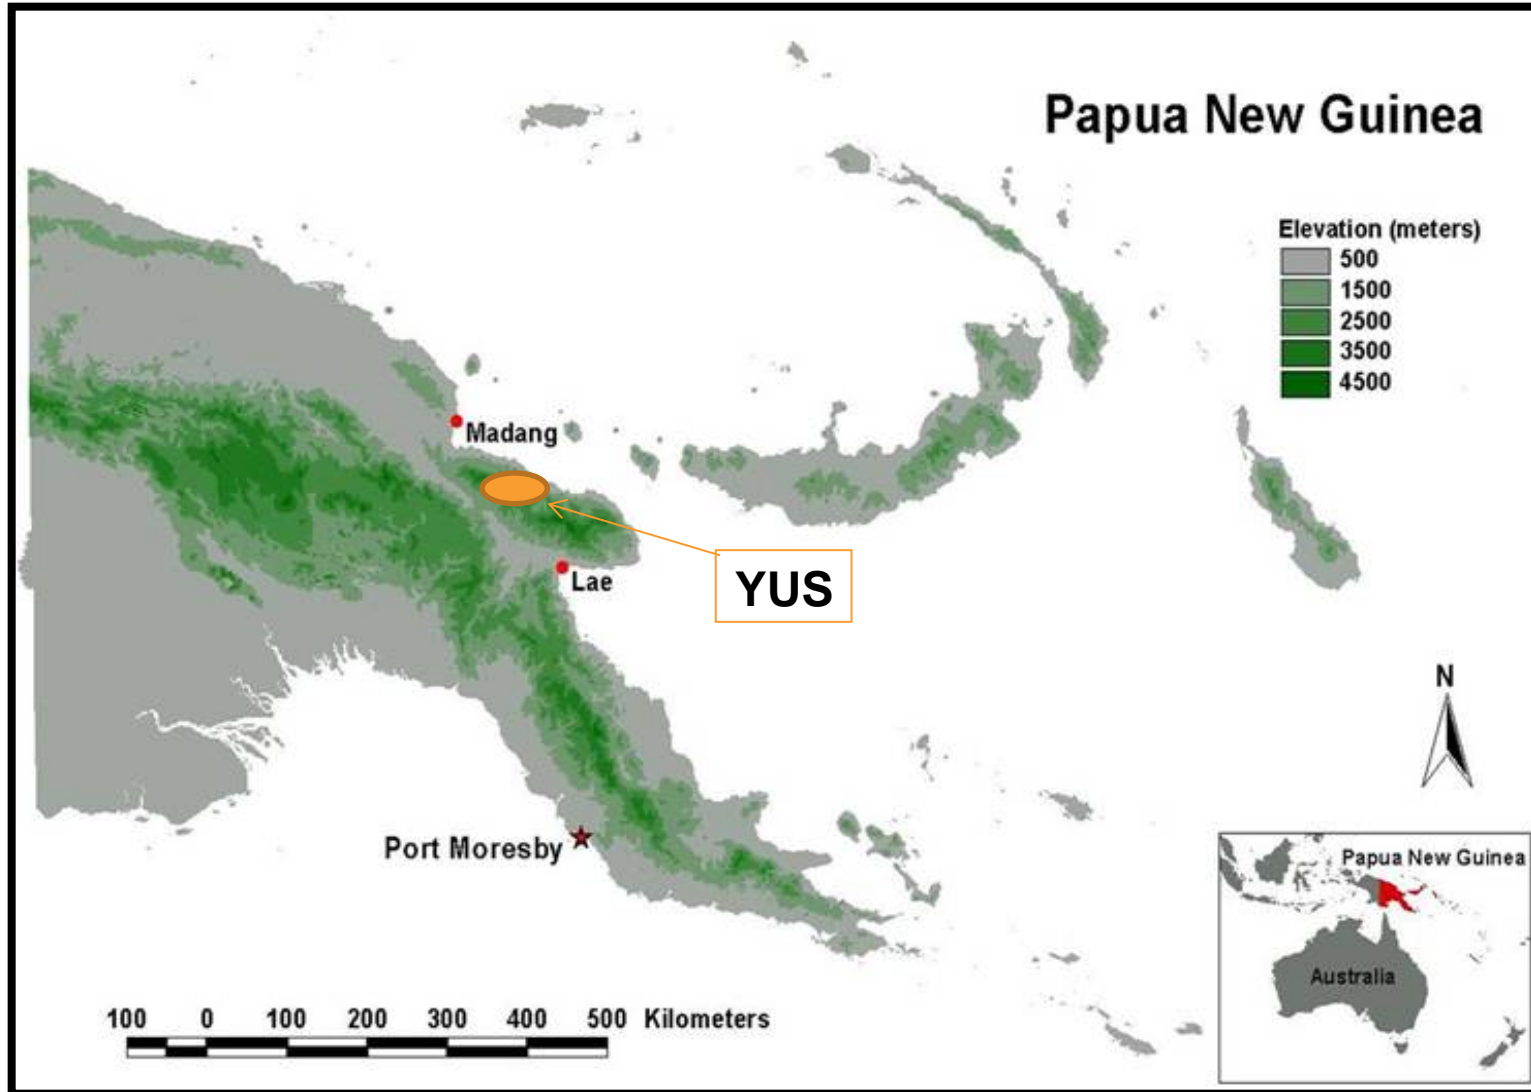 Papua New Guinea
Elevation (meters)
500
1500
2500
3500
4500
Madang
Lae
YUS
N
Port Moresby
Papua New Guinea
Australia
100 0 100 200 300 400 500 Kilometers